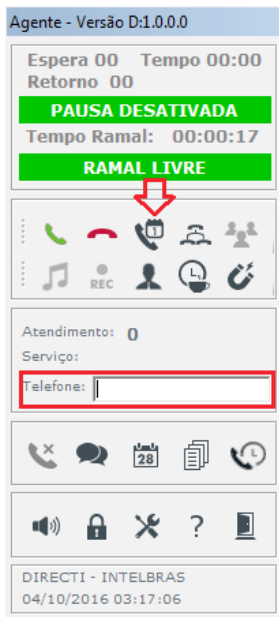 Agente - Versão D:1.0.0.0
Espera 00 Tempo 00:00
Retorno 00
PAUSA DESATIVADA
Tempo Ramal: 00:00:17
RAMAL LIVRE
1
REC
Atendimento: 0
Serviço:
Telefone:
28
?
DIRECTI - INTELBRAS
04/10/2016 03:17:06